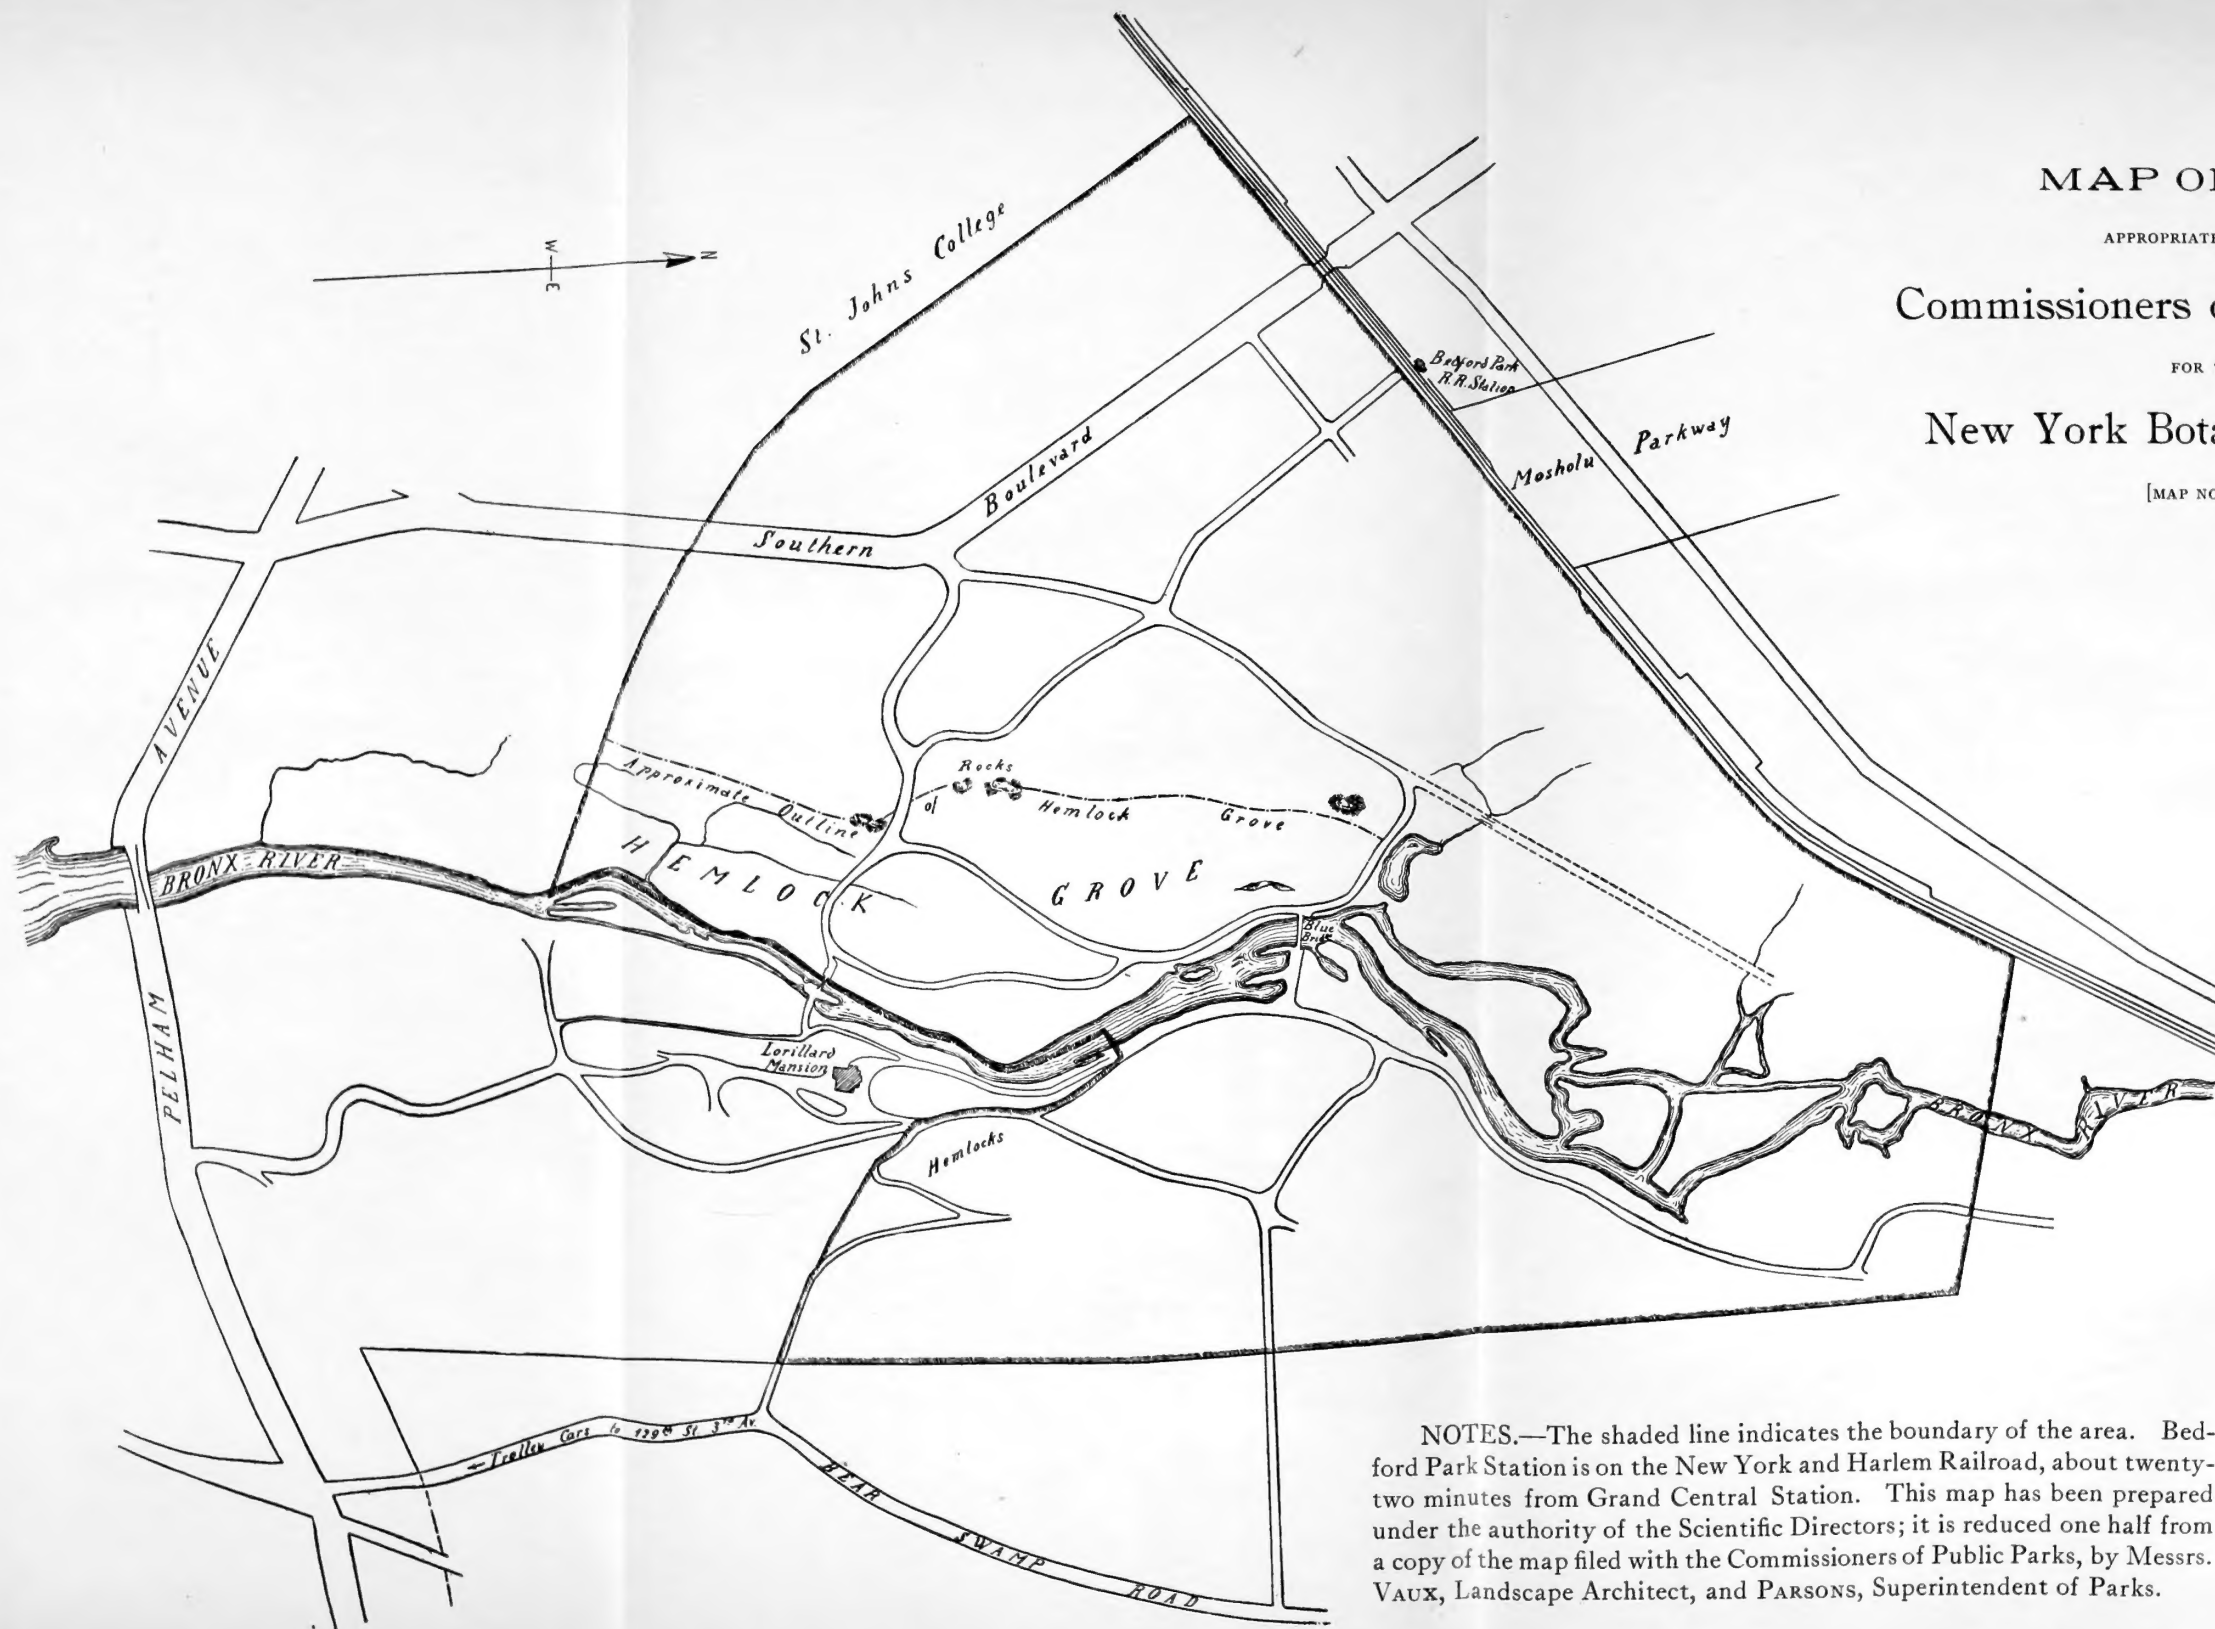 MAP O
APPROPRIATE
Commissioners
FOR
New York Bot
[MAP NO
N
W
E
St. Johns College
Bedford Park
R.R. Station
Mosholu Parkway
Boulevard
Southern
AVENUE
Rocks
Approximate Outline of Hemlock Grove
HEMLOCK GROVE
BRONX RIVER
Blue
Bridge
PELHAM
Lorillard
Mansion
BRONX RIVER
Hemlocks
Trolley Cars to 129th St 3rd Av.
BEAR SWAMP ROAD
NOTES.—The shaded line indicates the boundary of the area. Bed-
ford Park Station is on the New York and Harlem Railroad, about twenty-
two minutes from Grand Central Station. This map has been prepared
under the authority of the Scientific Directors; it is reduced one half from
a copy of the map filed with the Commissioners of Public Parks, by Messrs.
VAUX, Landscape Architect, and PARSONS, Superintendent of Parks.